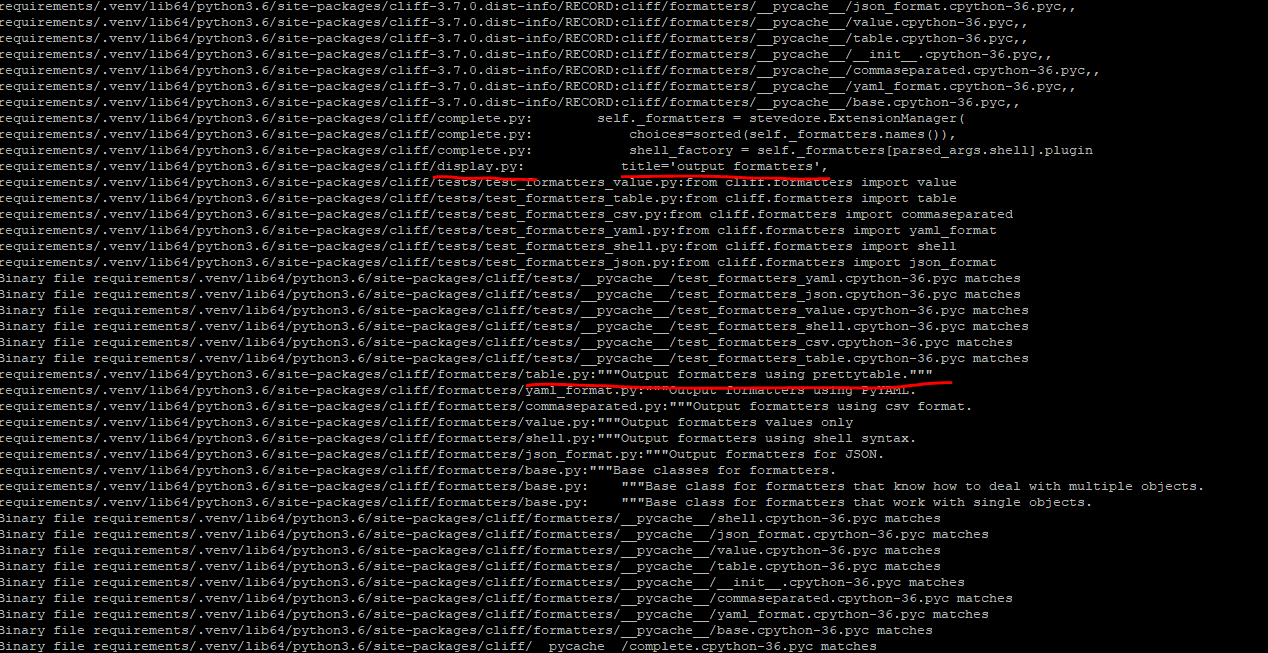 requirements/.venv/lib64/python3.6/site-packages/cliff-3.7.0.dist-info/RECORD:cliff/formatters/__pycache__/json_format.cpython-36.pyc,,
requirements/.venv/lib64/python3.6/site-packages/cliff-3.7.0.dist-info/RECORD:cliff/formatters/__pycache__/value.cpython-36.pyc,,
requirements/.venv/lib64/python3.6/site-packages/cliff-3.7.0.dist-info/RECORD:cliff/formatters/__pycache__/table.cpython-36.pyc,,
requirements/.venv/lib64/python3.6/site-packages/cliff-3.7.0.dist-info/RECORD:cliff/formatters/__pycache__/__init__.cpython-36.pyc,,
requirements/.venv/lib64/python3.6/site-packages/cliff-3.7.0.dist-info/RECORD:cliff/formatters/__pycache__/commaseparated.cpython-36.pyc,,
requirements/.venv/lib64/python3.6/site-packages/cliff-3.7.0.dist-info/RECORD:cliff/formatters/__pycache__/yaml_format.cpython-36.pyc,,
requirements/.venv/lib64/python3.6/site-packages/cliff-3.7.0.dist-info/RECORD:cliff/formatters/__pycache__/base.cpython-36.pyc,,
requirements/.venv/lib64/python3.6/site-packages/cliff/complete.py:        self._formatters = stevedore.ExtensionManager(
requirements/.venv/lib64/python3.6/site-packages/cliff/complete.py:            choices=sorted(self._formatters.names()),
requirements/.venv/lib64/python3.6/site-packages/cliff/complete.py:            shell_factory = self._formatters[parsed_args.shell].plugin
requirements/.venv/lib64/python3.6/site-packages/cliff/display.py:            title='output formatters',
requirements/.venv/lib64/python3.6/site-packages/cliff/tests/test_formatters_value.py:from cliff.formatters import value
requirements/.venv/lib64/python3.6/site-packages/cliff/tests/test_formatters_table.py:from cliff.formatters import table
requirements/.venv/lib64/python3.6/site-packages/cliff/tests/test_formatters_csv.py:from cliff.formatters import commaseparated
requirements/.venv/lib64/python3.6/site-packages/cliff/tests/test_formatters_yaml.py:from cliff.formatters import yaml_format
requirements/.venv/lib64/python3.6/site-packages/cliff/tests/test_formatters_shell.py:from cliff.formatters import shell
requirements/.venv/lib64/python3.6/site-packages/cliff/tests/test_formatters_json.py:from cliff.formatters import json_format
Binary file requirements/.venv/lib64/python3.6/site-packages/cliff/tests/__pycache__/test_formatters_yaml.cpython-36.pyc matches
Binary file requirements/.venv/lib64/python3.6/site-packages/cliff/tests/__pycache__/test_formatters_json.cpython-36.pyc matches
Binary file requirements/.venv/lib64/python3.6/site-packages/cliff/tests/__pycache__/test_formatters_value.cpython-36.pyc matches
Binary file requirements/.venv/lib64/python3.6/site-packages/cliff/tests/__pycache__/test_formatters_shell.cpython-36.pyc matches
Binary file requirements/.venv/lib64/python3.6/site-packages/cliff/tests/__pycache__/test_formatters_csv.cpython-36.pyc matches
Binary file requirements/.venv/lib64/python3.6/site-packages/cliff/tests/__pycache__/test_formatters_table.cpython-36.pyc matches
requirements/.venv/lib64/python3.6/site-packages/cliff/formatters/table.py:"""Output formatters using prettytable."""
requirements/.venv/lib64/python3.6/site-packages/cliff/formatters/yaml_format.py:"""Output formatters using PyYAML.
requirements/.venv/lib64/python3.6/site-packages/cliff/formatters/commaseparated.py:"""Output formatters using csv format.
requirements/.venv/lib64/python3.6/site-packages/cliff/formatters/value.py:"""Output formatters values only
requirements/.venv/lib64/python3.6/site-packages/cliff/formatters/shell.py:"""Output formatters using shell syntax.
requirements/.venv/lib64/python3.6/site-packages/cliff/formatters/json_format.py:"""Output formatters for JSON.
requirements/.venv/lib64/python3.6/site-packages/cliff/formatters/base.py:"""Base classes for formatters.
requirements/.venv/lib64/python3.6/site-packages/cliff/formatters/base.py:    """Base class for formatters that know how to deal with multiple objects.
requirements/.venv/lib64/python3.6/site-packages/cliff/formatters/base.py:    """Base class for formatters that work with single objects.
Binary file requirements/.venv/lib64/python3.6/site-packages/cliff/formatters/__pycache__/shell.cpython-36.pyc matches
Binary file requirements/.venv/lib64/python3.6/site-packages/cliff/formatters/__pycache__/json_format.cpython-36.pyc matches
Binary file requirements/.venv/lib64/python3.6/site-packages/cliff/formatters/__pycache__/value.cpython-36.pyc matches
Binary file requirements/.venv/lib64/python3.6/site-packages/cliff/formatters/__pycache__/table.cpython-36.pyc matches
Binary file requirements/.venv/lib64/python3.6/site-packages/cliff/formatters/__pycache__/__init__.cpython-36.pyc matches
Binary file requirements/.venv/lib64/python3.6/site-packages/cliff/formatters/__pycache__/commaseparated.cpython-36.pyc matches
Binary file requirements/.venv/lib64/python3.6/site-packages/cliff/formatters/__pycache__/yaml_format.cpython-36.pyc matches
Binary file requirements/.venv/lib64/python3.6/site-packages/cliff/formatters/__pycache__/base.cpython-36.pyc matches
Binary file requirements/.venv/lib64/python3.6/site-packages/cliff/__pycache__/complete.cpython-36.pyc matches